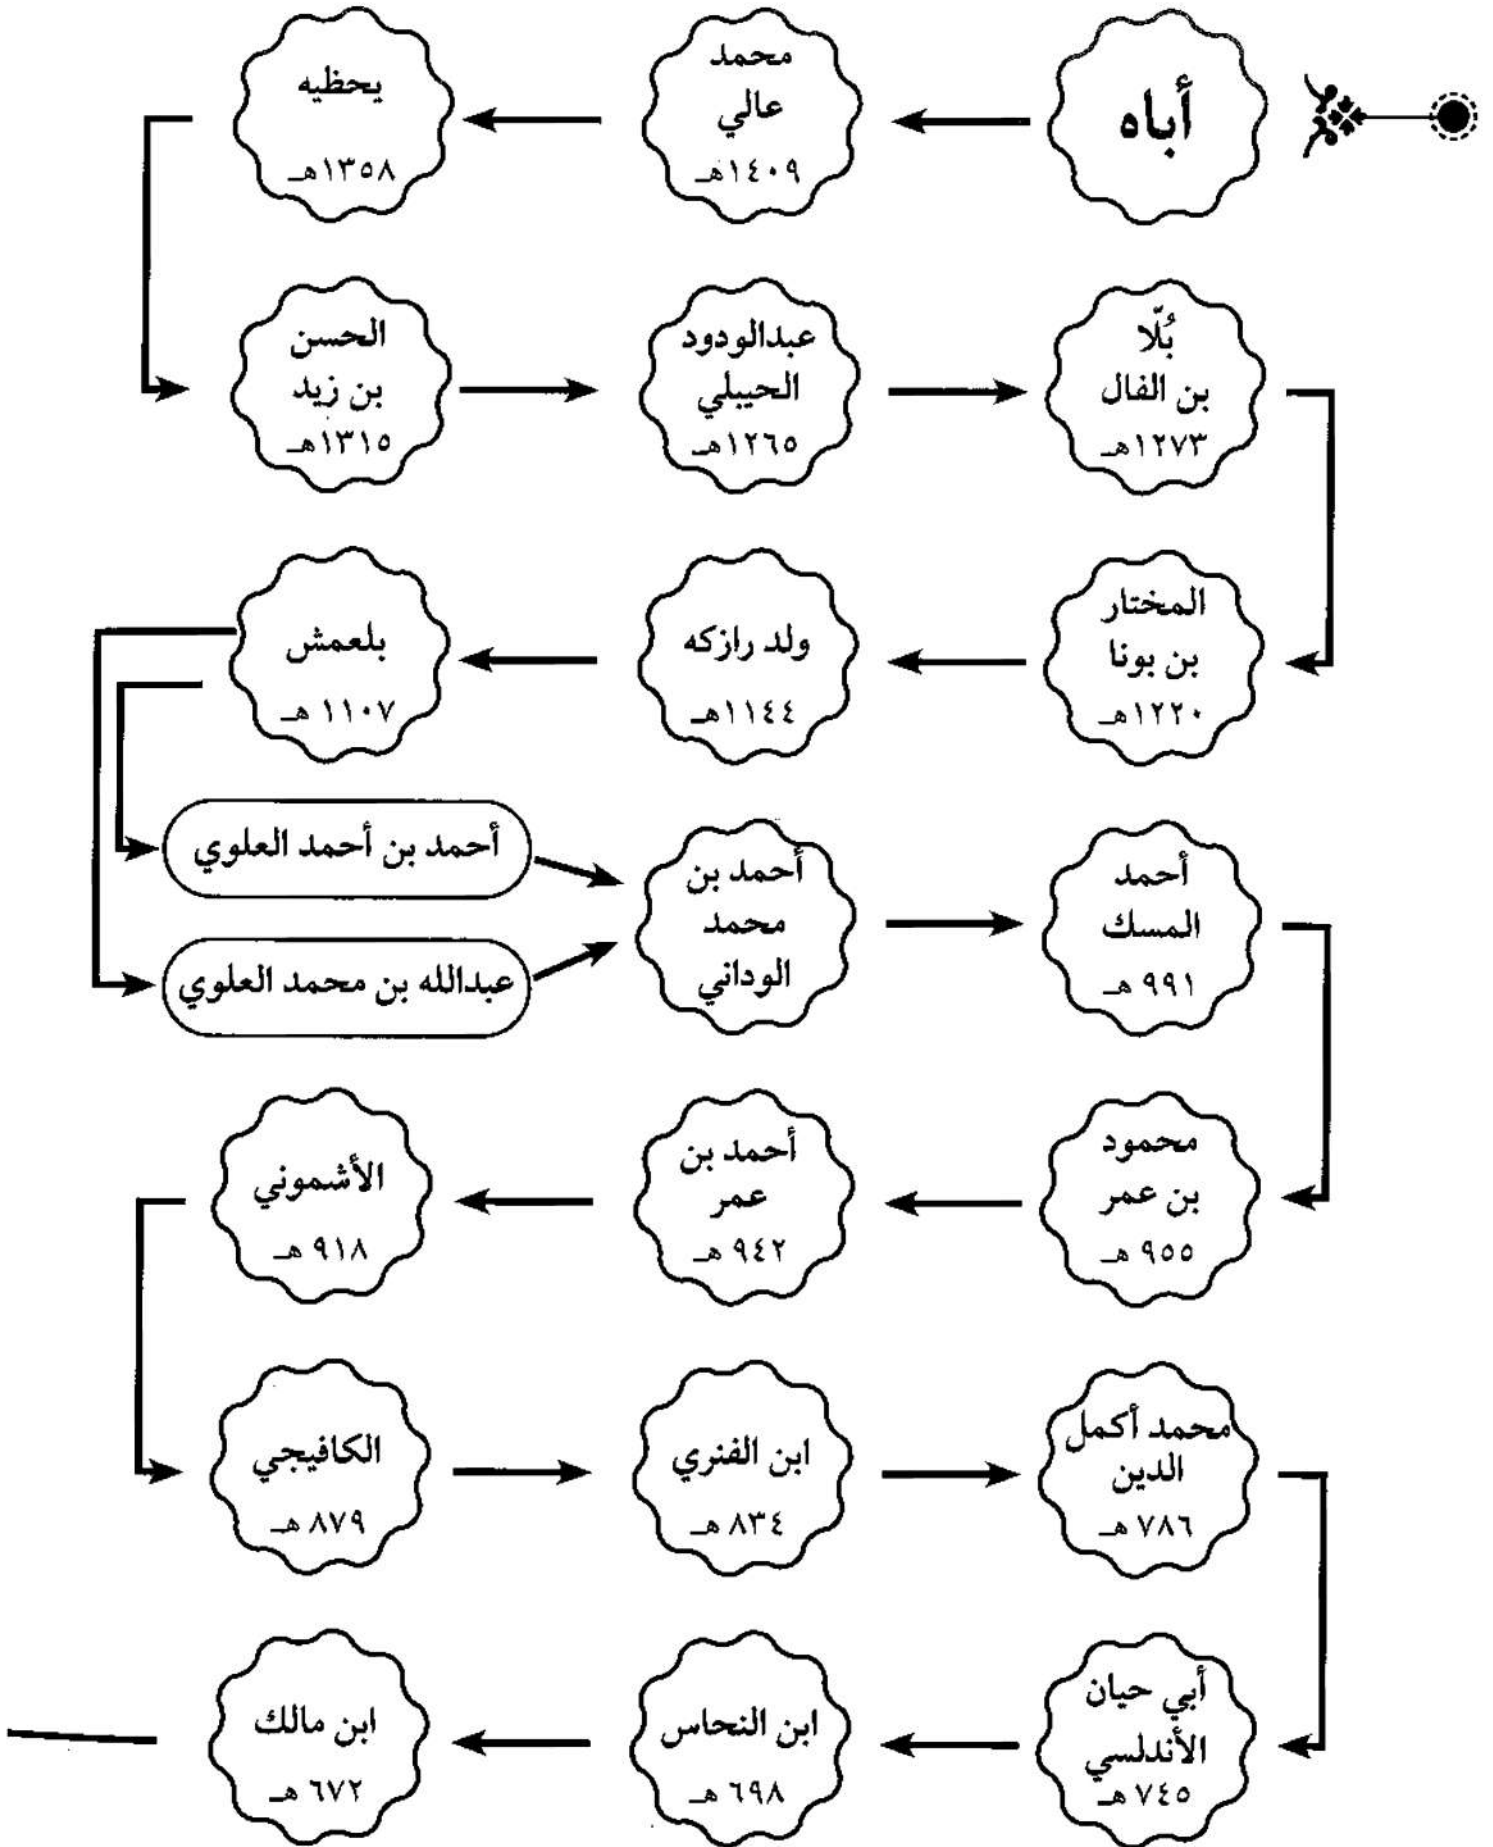 أباه
محمد
عالي
١٤٠٩هـ
يحظيه
١٣٥٨هـ
الحسن
بن زيد
١٣١٥هـ
عبدالودود
الحيبلي
١٢٦٥هـ
بُلّا
بن الفال
١٢٧٣هـ
المختار
بن بونا
١٢٢٠هـ
ولد رازكه
١١٤٤هـ
بلعمش
١١٠٧ هـ
أحمد بن أحمد العلوي
عبدالله بن محمد العلوي
أحمد بن
محمد
الوداني
أحمد
المسك
٩٩١ هـ
محمود
بن عمر
٩٥٥ هـ
أحمد بن
عمر
٩٤٢ هـ
الأشموني
٩١٨ هـ
الكافيجي
٨٧٩ هـ
ابن الفنري
٨٣٤ هـ
محمد أكمل
الدين
٧٨٦ هـ
أبي حيان
الأندلسي
٧٤٥ هـ
ابن النحاس
٦٩٨ هـ
ابن مالك
٦٧٢ هـ